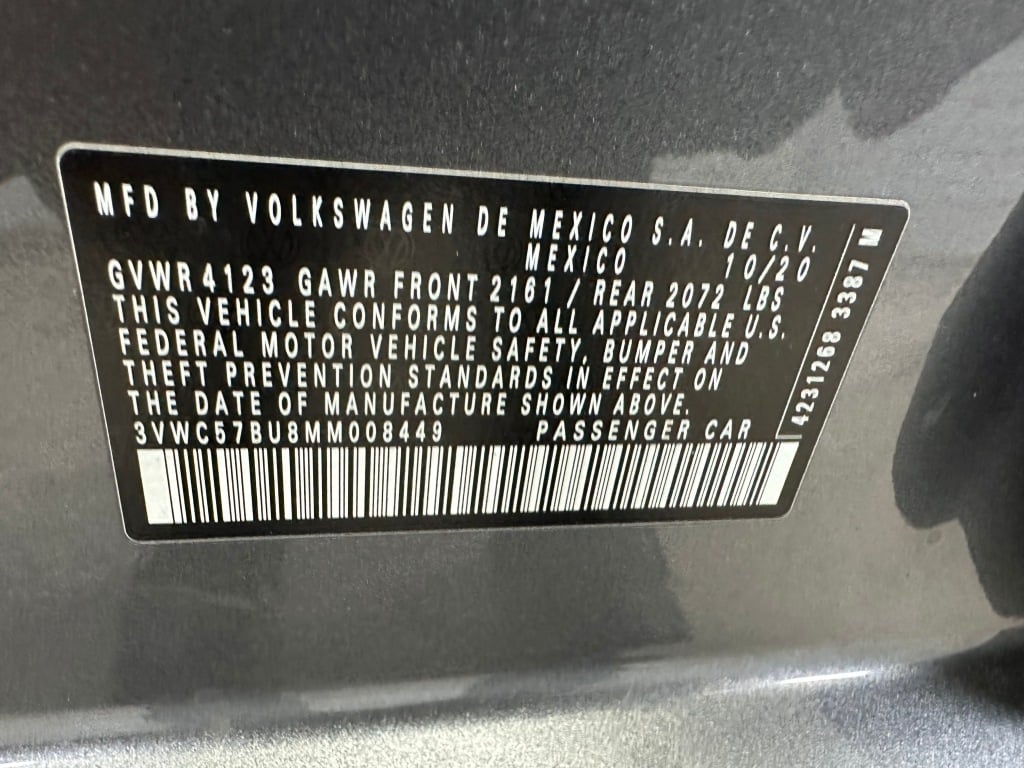 MFD BY VOLKSWAGEN DE MEXICO S.A. DE C.V.
MEXICO 10/20
GVWR 4123 GAWR FRONT 2161 / REAR 2072 LBS
THIS VEHICLE CONFORMS TO ALL APPLICABLE U.S.
FEDERAL MOTOR VEHICLE SAFETY, BUMPER AND
THEFT PREVENTION STANDARDS IN EFFECT ON
THE DATE OF MANUFACTURE SHOWN ABOVE.
3VWC57BU8MM008449 PASSENGER CAR
4231268 3387 M